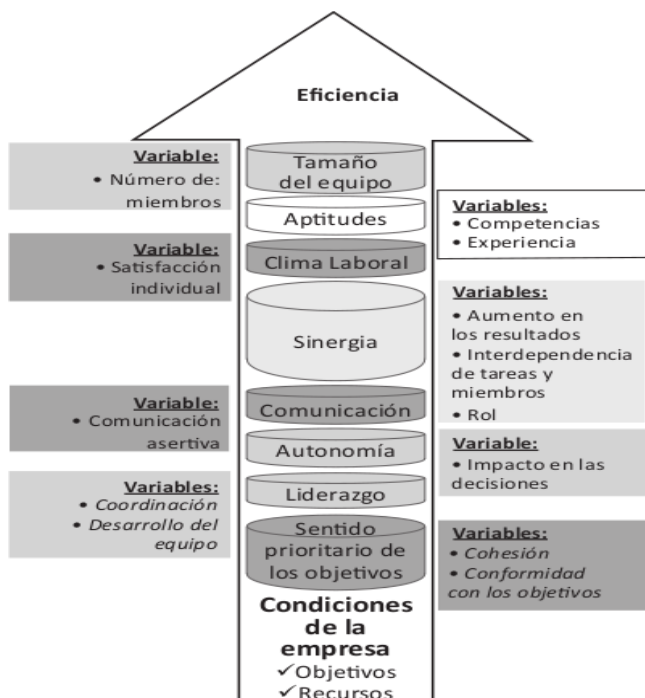 Eficiencia
Variable:
• Número de:
miembros
Tamaño
del equipo
Aptitudes
Variables:
• Competencias
• Experiencia
Variable:
• Satisfacción
individual
Clima Laboral
Sinergia
Variables:
• Aumento en
los resultados
• Interdependencia
de tareas y
miembros
• Rol
Variable:
• Comunicación
asertiva
Comunicación
Autonomía
Variable:
• Impacto en las
decisiones
Variables:
• Coordinación
• Desarrollo del
equipo
Liderazgo
Sentido
prioritario de
los objetivos
Variables:
• Cohesión
• Conformidad
con los objetivos
Condiciones
de la
empresa
✓Objetivos
✓Recursos